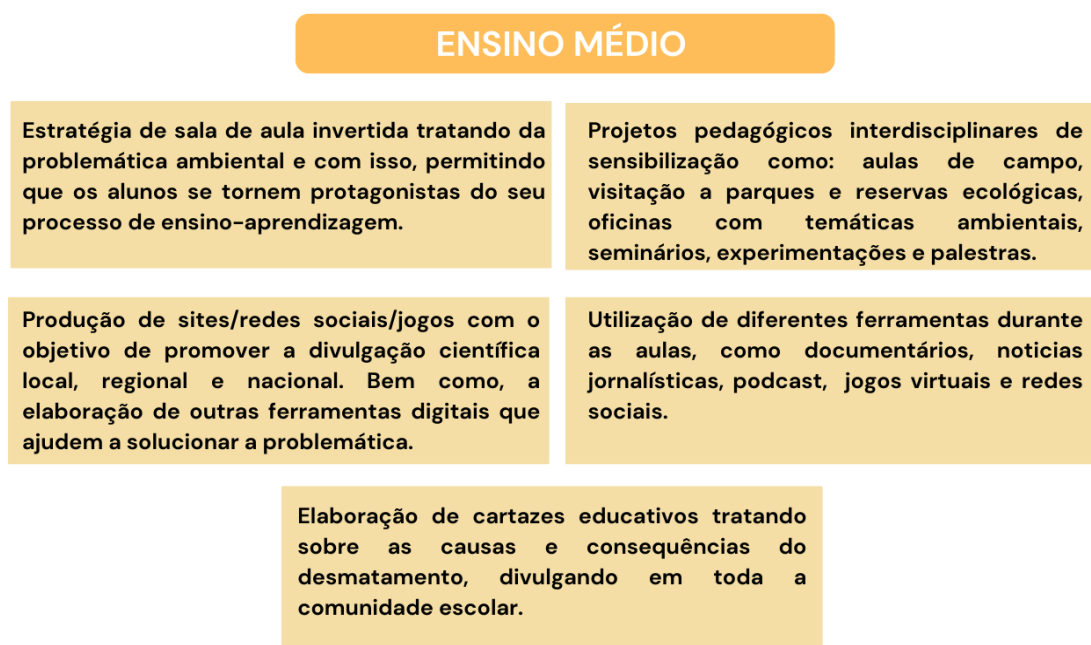 ENSINO MÉDIO
Estratégia de sala de aula invertida tratando da
problemática ambiental e com isso, permitindo
que os alunos se tornem protagonistas do seu
processo de ensino-aprendizagem.
Projetos pedagógicos interdisciplinares de
sensibilização como: aulas de campo,
visitação a parques e reservas ecológicas,
oficinas com temáticas ambientais,
seminários, experimentações e palestras.
Produção de sites/redes sociais/jogos com o
objetivo de promover a divulgação científica
local, regional e nacional. Bem como, a
elaboração de outras ferramentas digitais que
ajudem a solucionar a problemática.
Utilização de diferentes ferramentas durante
as aulas, como documentários, noticias
jornalísticas, podcast, jogos virtuais e redes
sociais.
Elaboração de cartazes educativos tratando
sobre as causas e consequências do
desmatamento, divulgando em toda a
comunidade escolar.